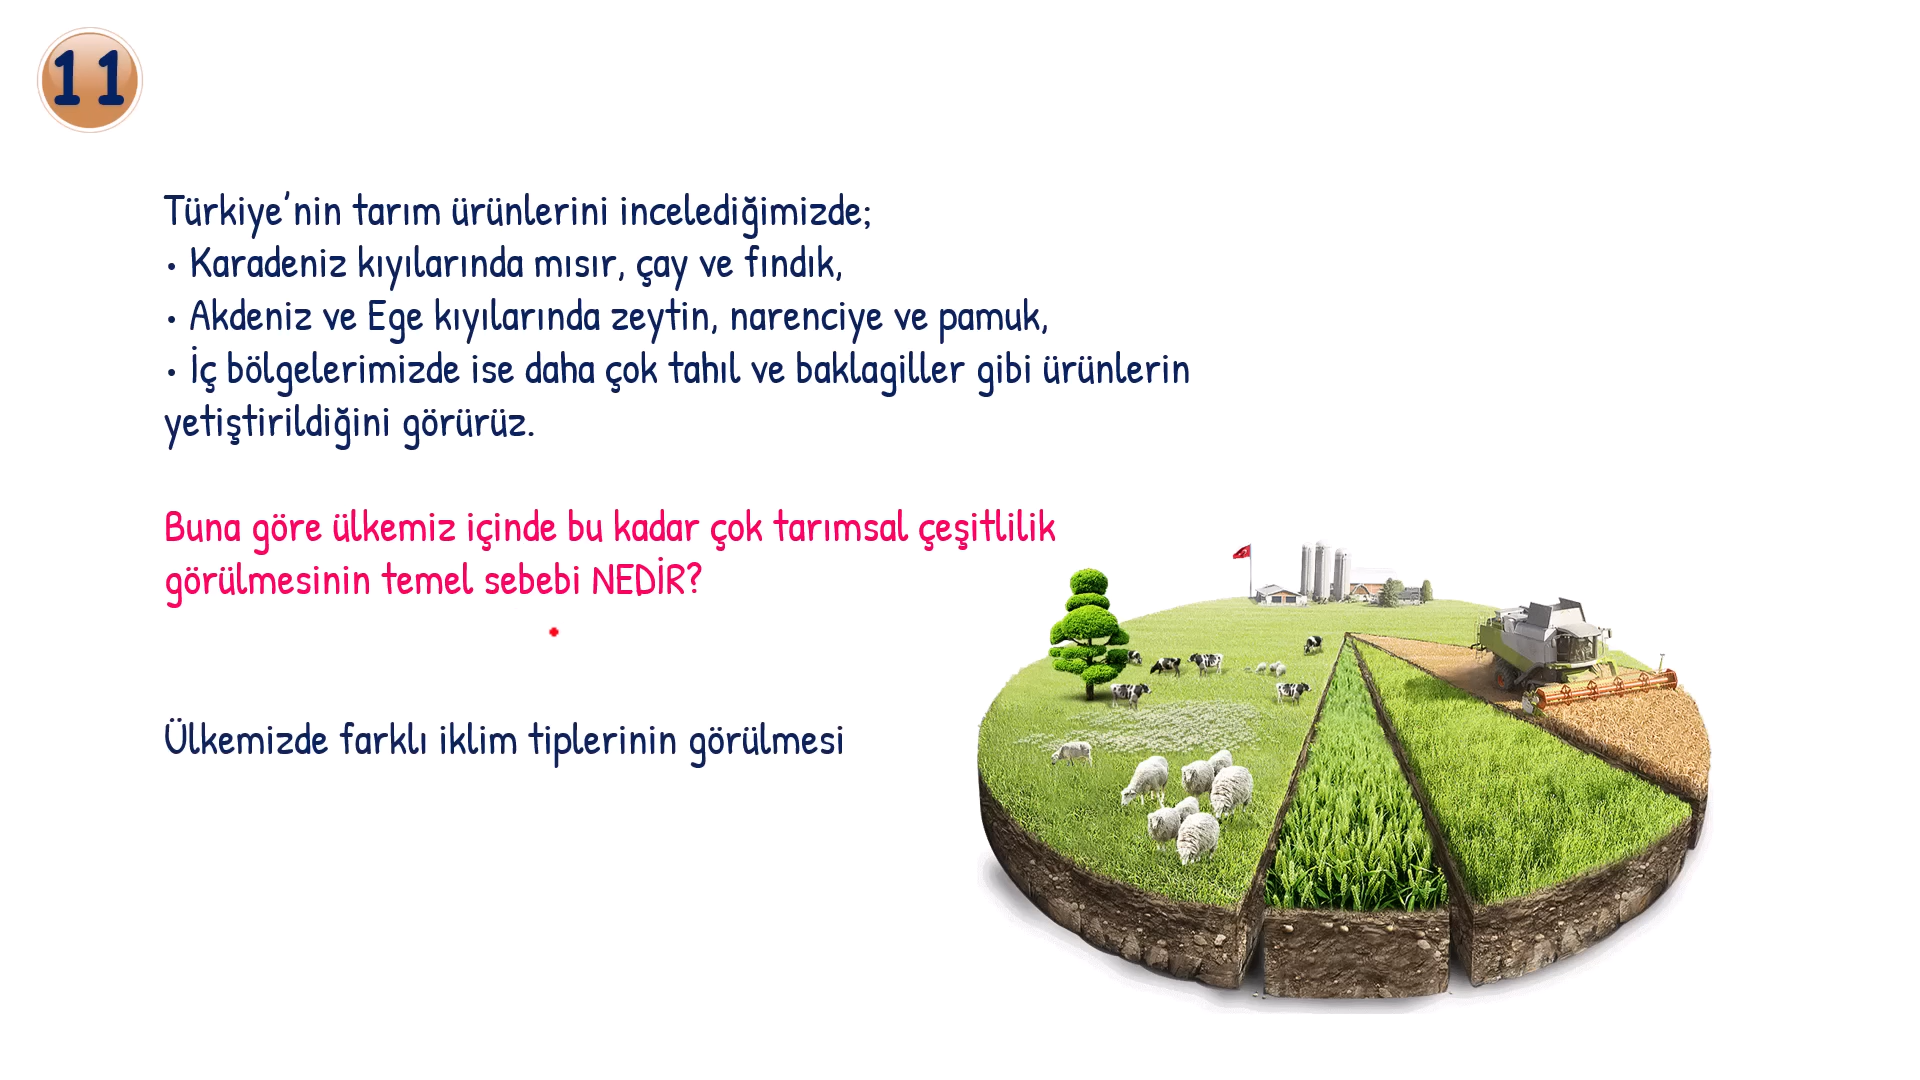 11
Türkiye’nin tarım ürünlerini incelediğimizde;
• Karadeniz kıyılarında mısır, çay ve fındık,
• Akdeniz ve Ege kıyılarında zeytin, narenciye ve pamuk,
• İç bölgelerimizde ise daha çok tahıl ve baklagiller gibi ürünlerin
yetiştirildiğini görürüz.
Buna göre ülkemiz içinde bu kadar çok tarımsal çeşitlilik
görülmesinin temel sebebi NEDİR?
Ülkemizde farklı iklim tiplerinin görülmesi